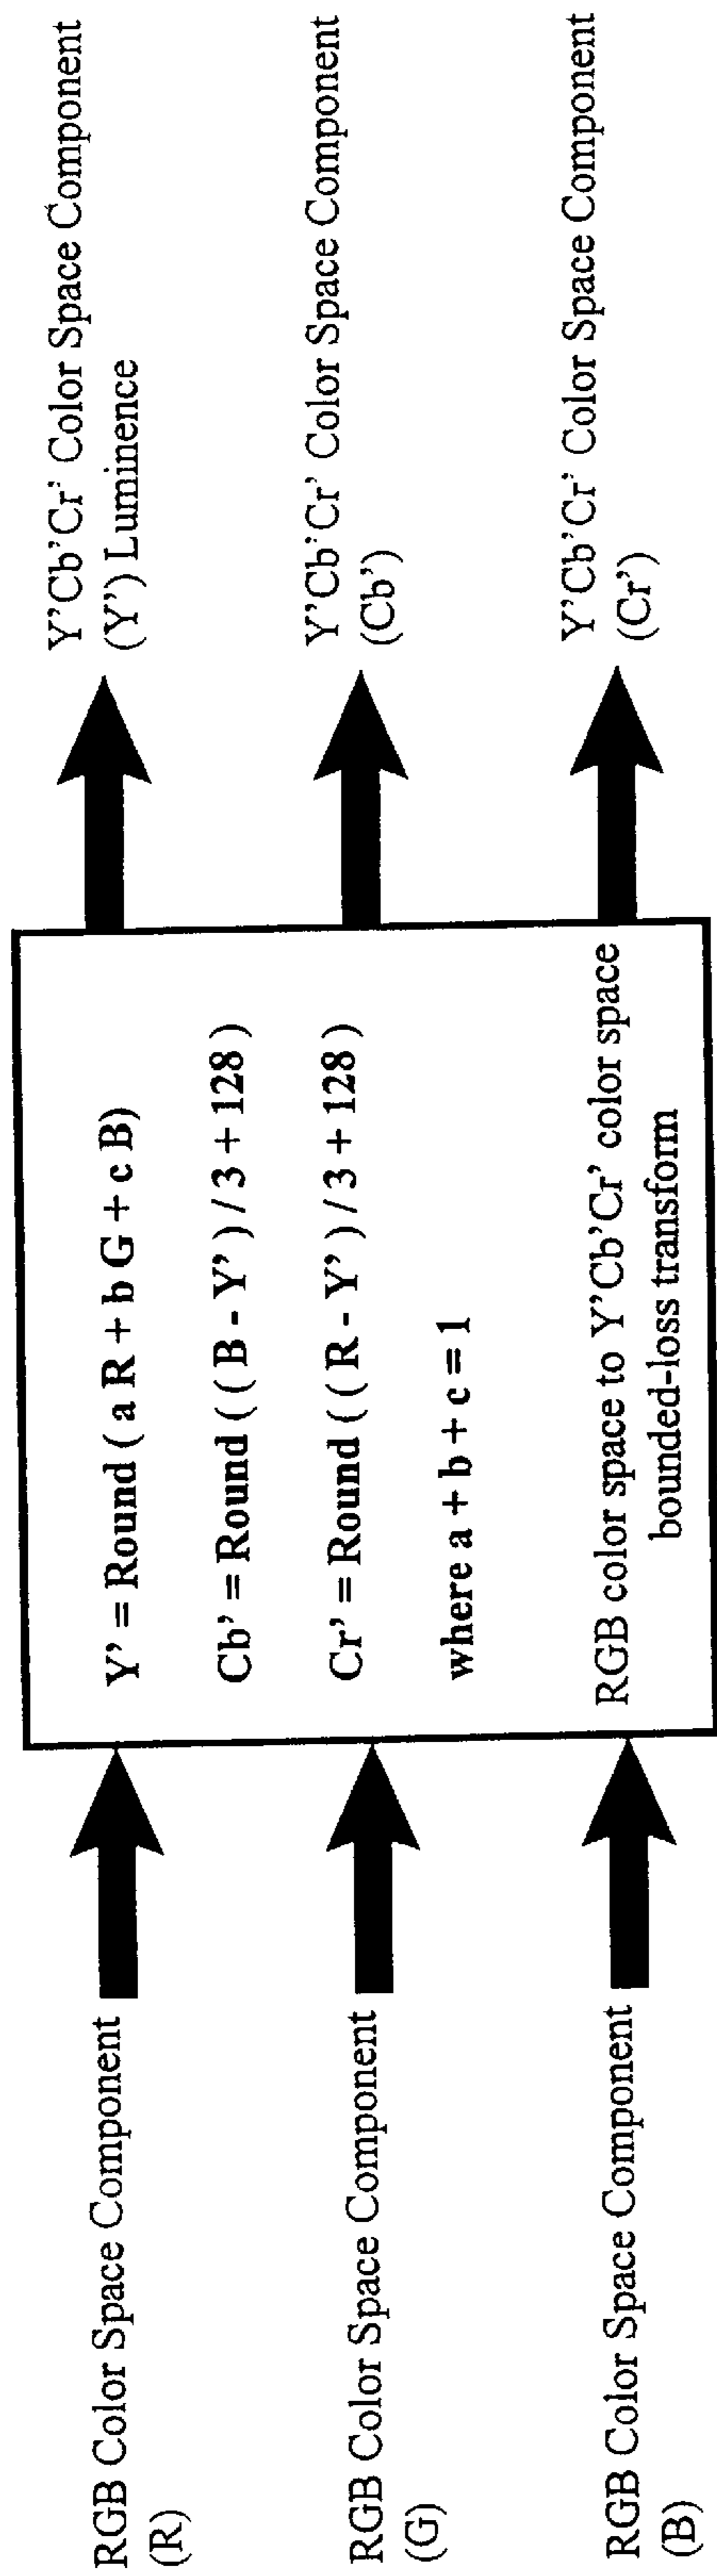 RGB Color Space Component
(R)
RGB Color Space Component
(G)
RGB Color Space Component
(B)
Y' = Round ( a R + b G + c B)
Cb' = Round ( ( B - Y' ) / 3 + 128 )
Cr' = Round ( ( R - Y' ) / 3 + 128 )
where a + b + c = 1
RGB color space to Y'Cb'Cr' color space
bounded-loss transform
Y'Cb'Cr' Color Space Component
(Y') Luminence
Y'Cb'Cr' Color Space Component
(Cb')
Y'Cb'Cr' Color Space Component
(Cr')